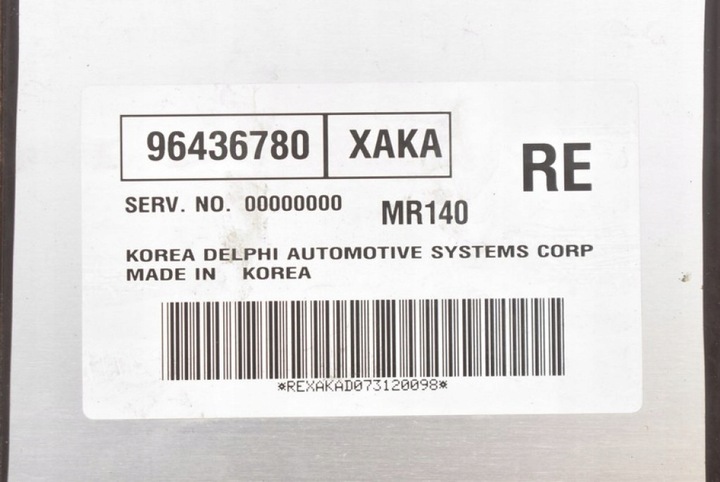 96436780 XAKA
RE
SERV. NO. 00000000 MR140
KOREA DELPHI AUTOMOTIVE SYSTEMS CORP
MADE IN KOREA
*REXAKAD073120098*